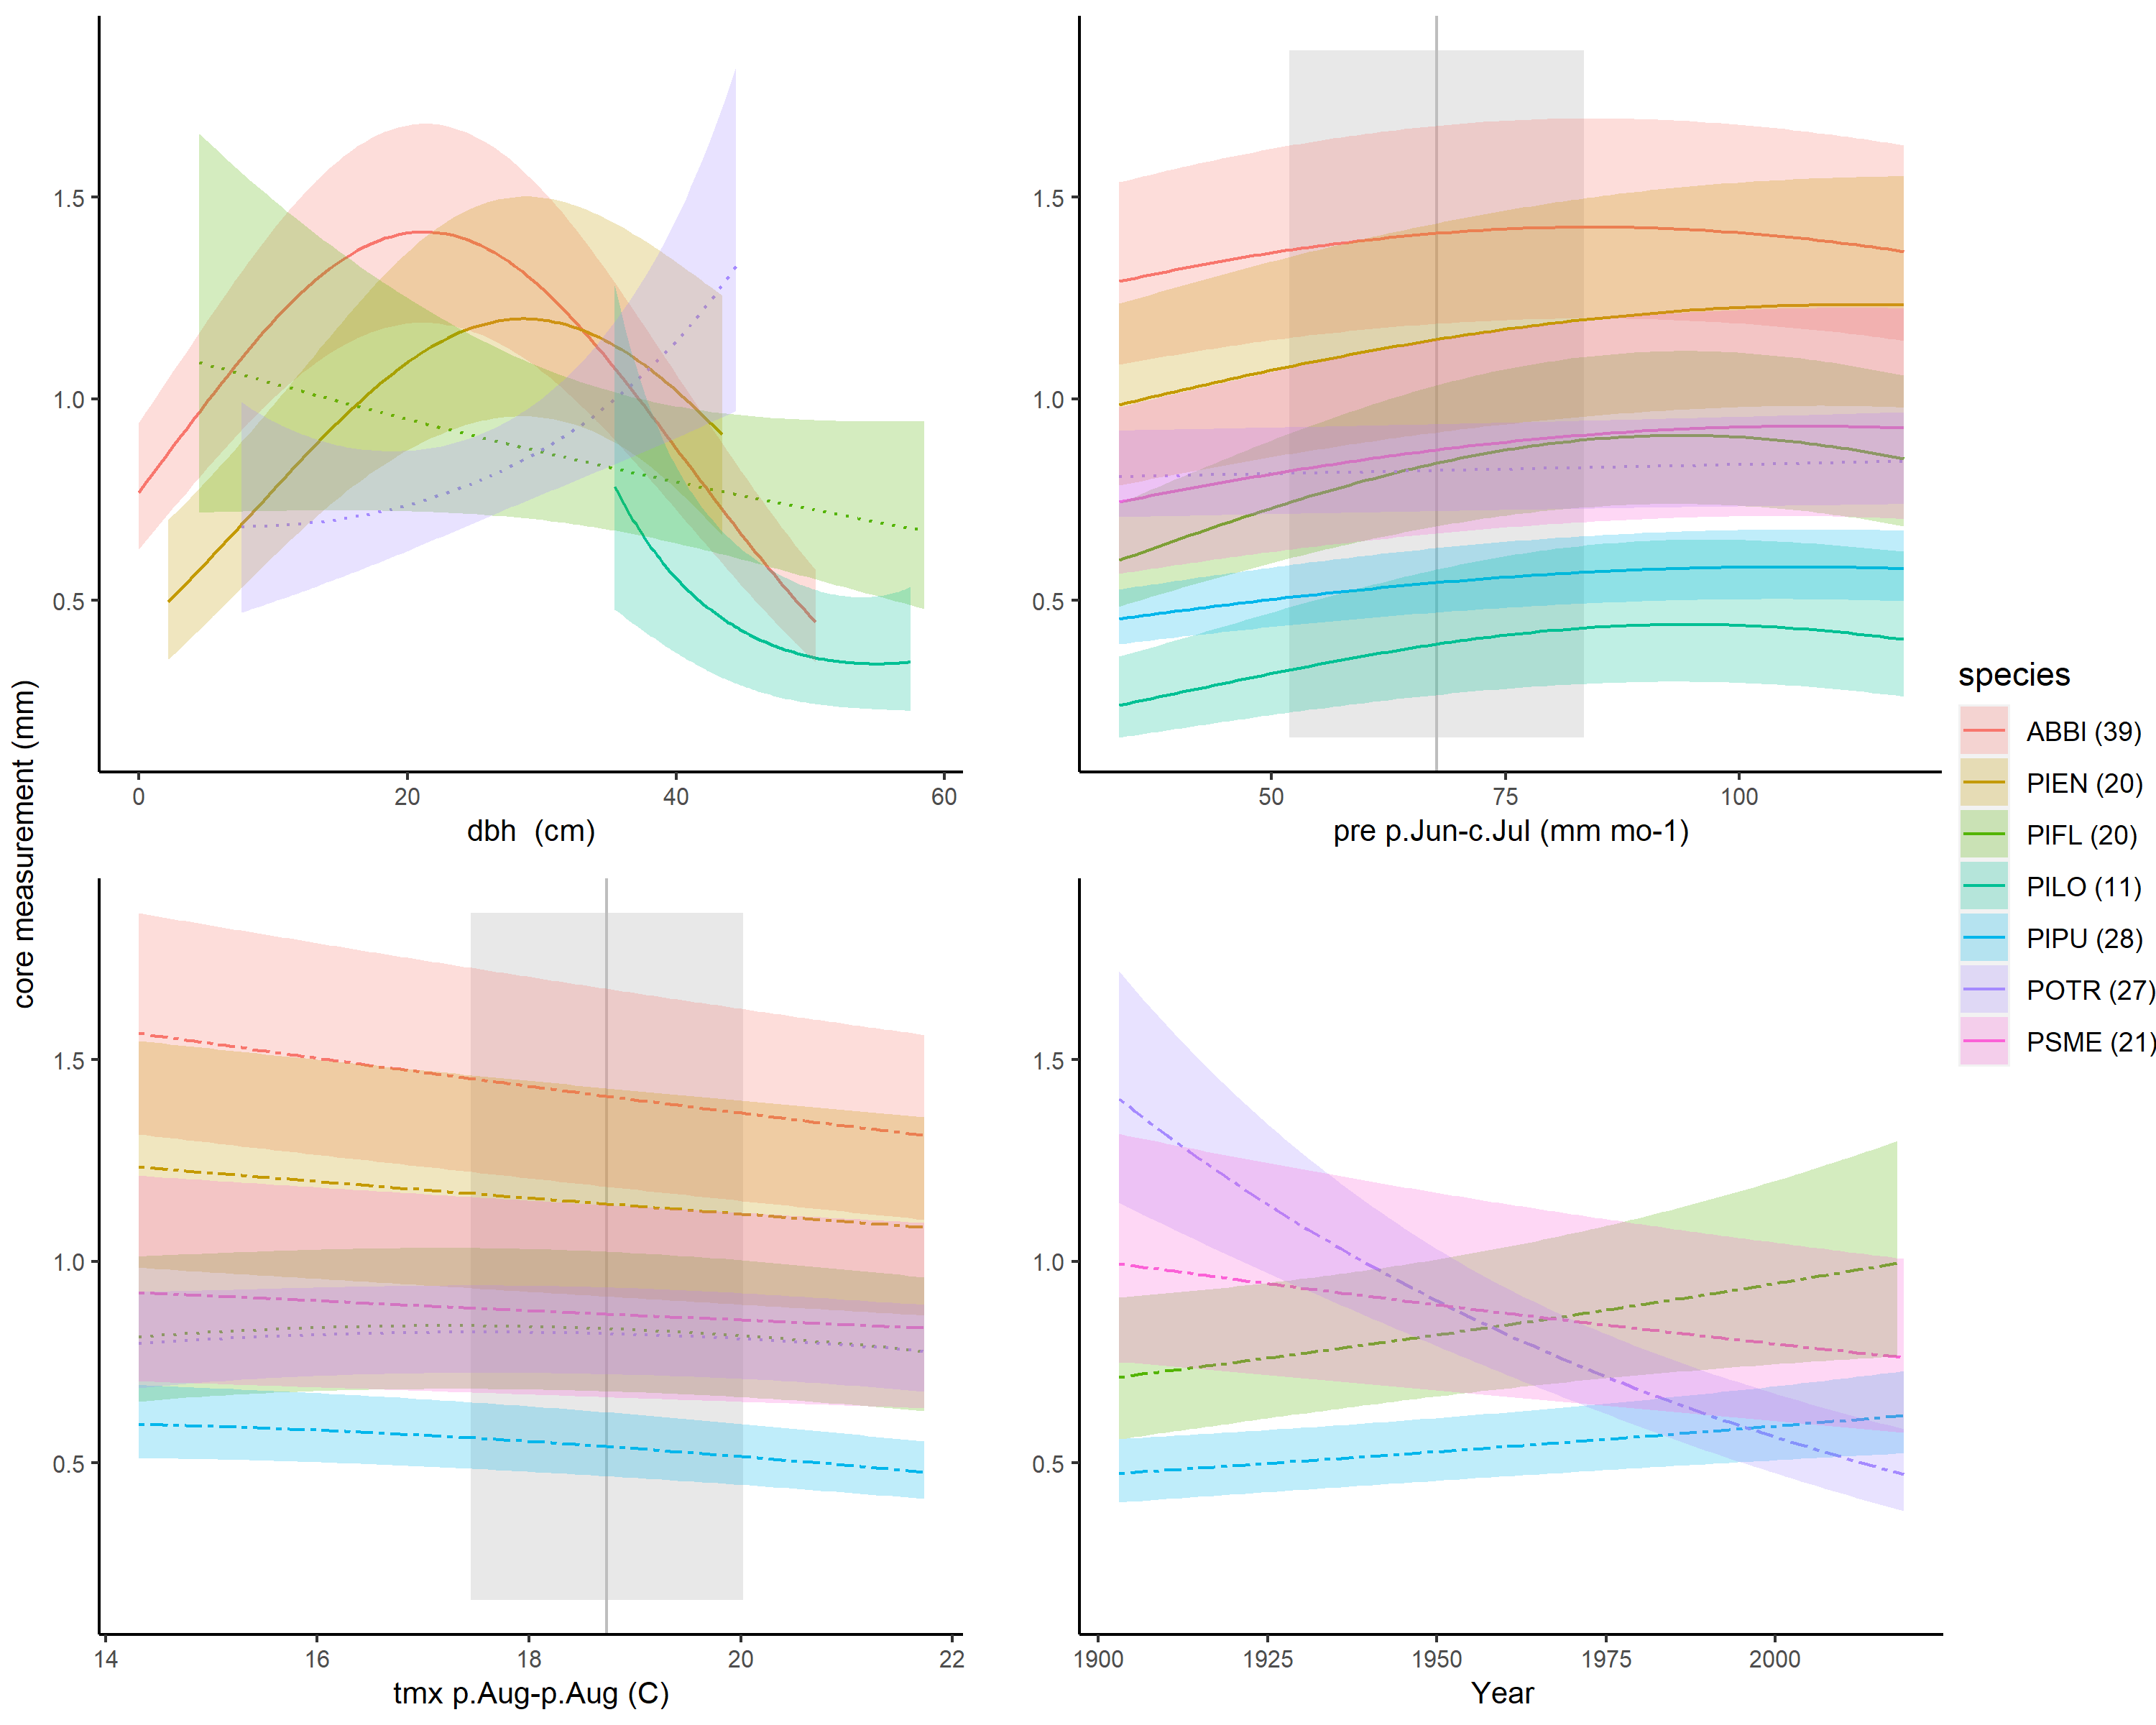 core measurement (mm)
1.5
1.0
0.5
0
20
40
60
dbh  (cm)
1.5
1.0
0.5
50
75
100
pre p.Jun-c.Jul (mm mo-1)
1.5
1.0
0.5
14
16
18
20
22
tmx p.Aug-p.Aug (C)
1.5
1.0
0.5
1900
1925
1950
1975
2000
Year
species
ABBI (39)
PIEN (20)
PIFL (20)
PILO (11)
PIPU (28)
POTR (27)
PSME (21)